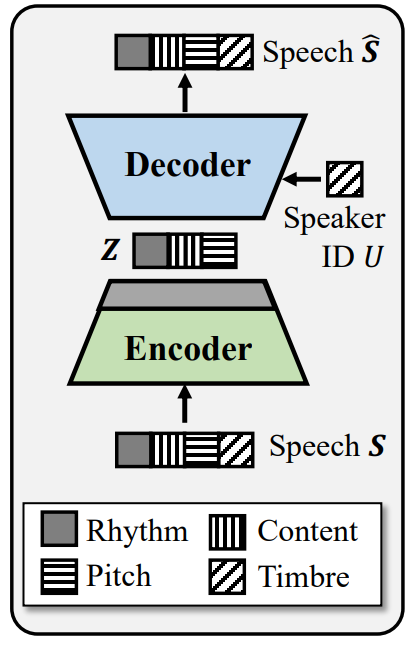 Speech Ŝ
Decoder
Speaker
ID U
Z
Encoder
Speech S
Rhythm
Content
Pitch
Timbre